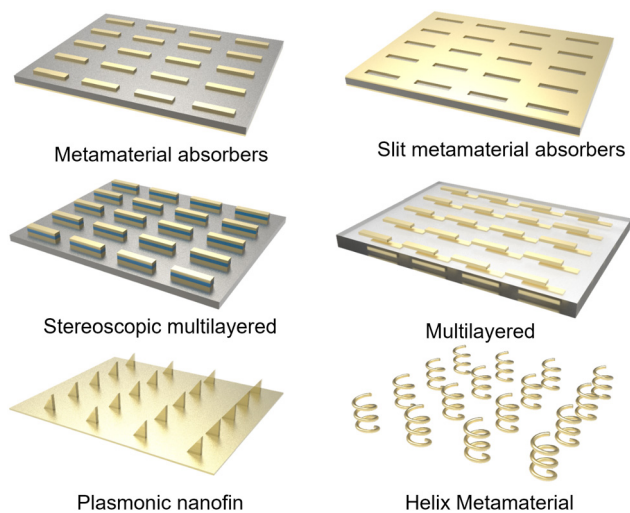 Metamaterial absorbers
Slit metamaterial absorbers
Stereoscopic multilayered
Multilayered
Plasmonic nanofin
Helix Metamaterial